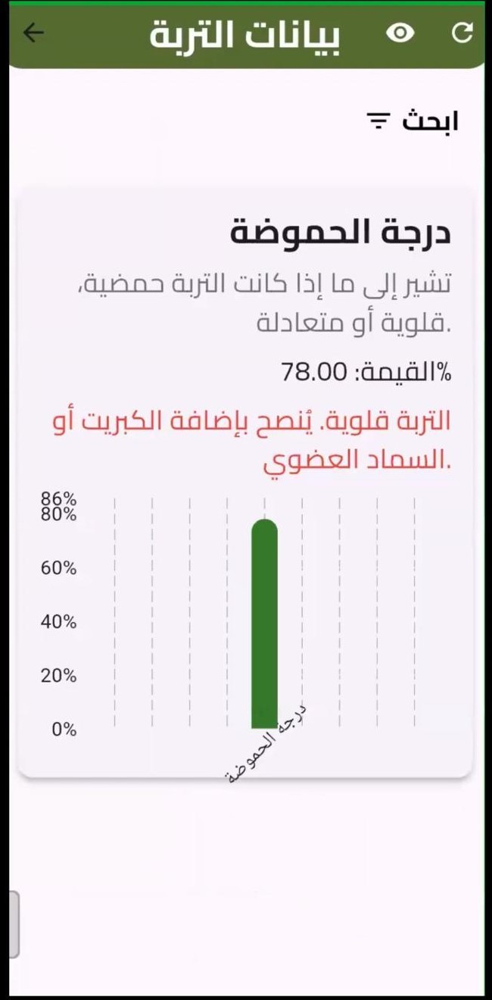 بيانات التربة
ابحث
درجة الحموضة
تشير إلى ما إذا كانت التربة حمضية،
قلوية أو متعادلة.
القيمة: 78.00%
التربة قلوية. يُنصح بإضافة الكبريت أو
السماد العضوي.
86%
80%
60%
40%
20%
0%
درجة الحموضة